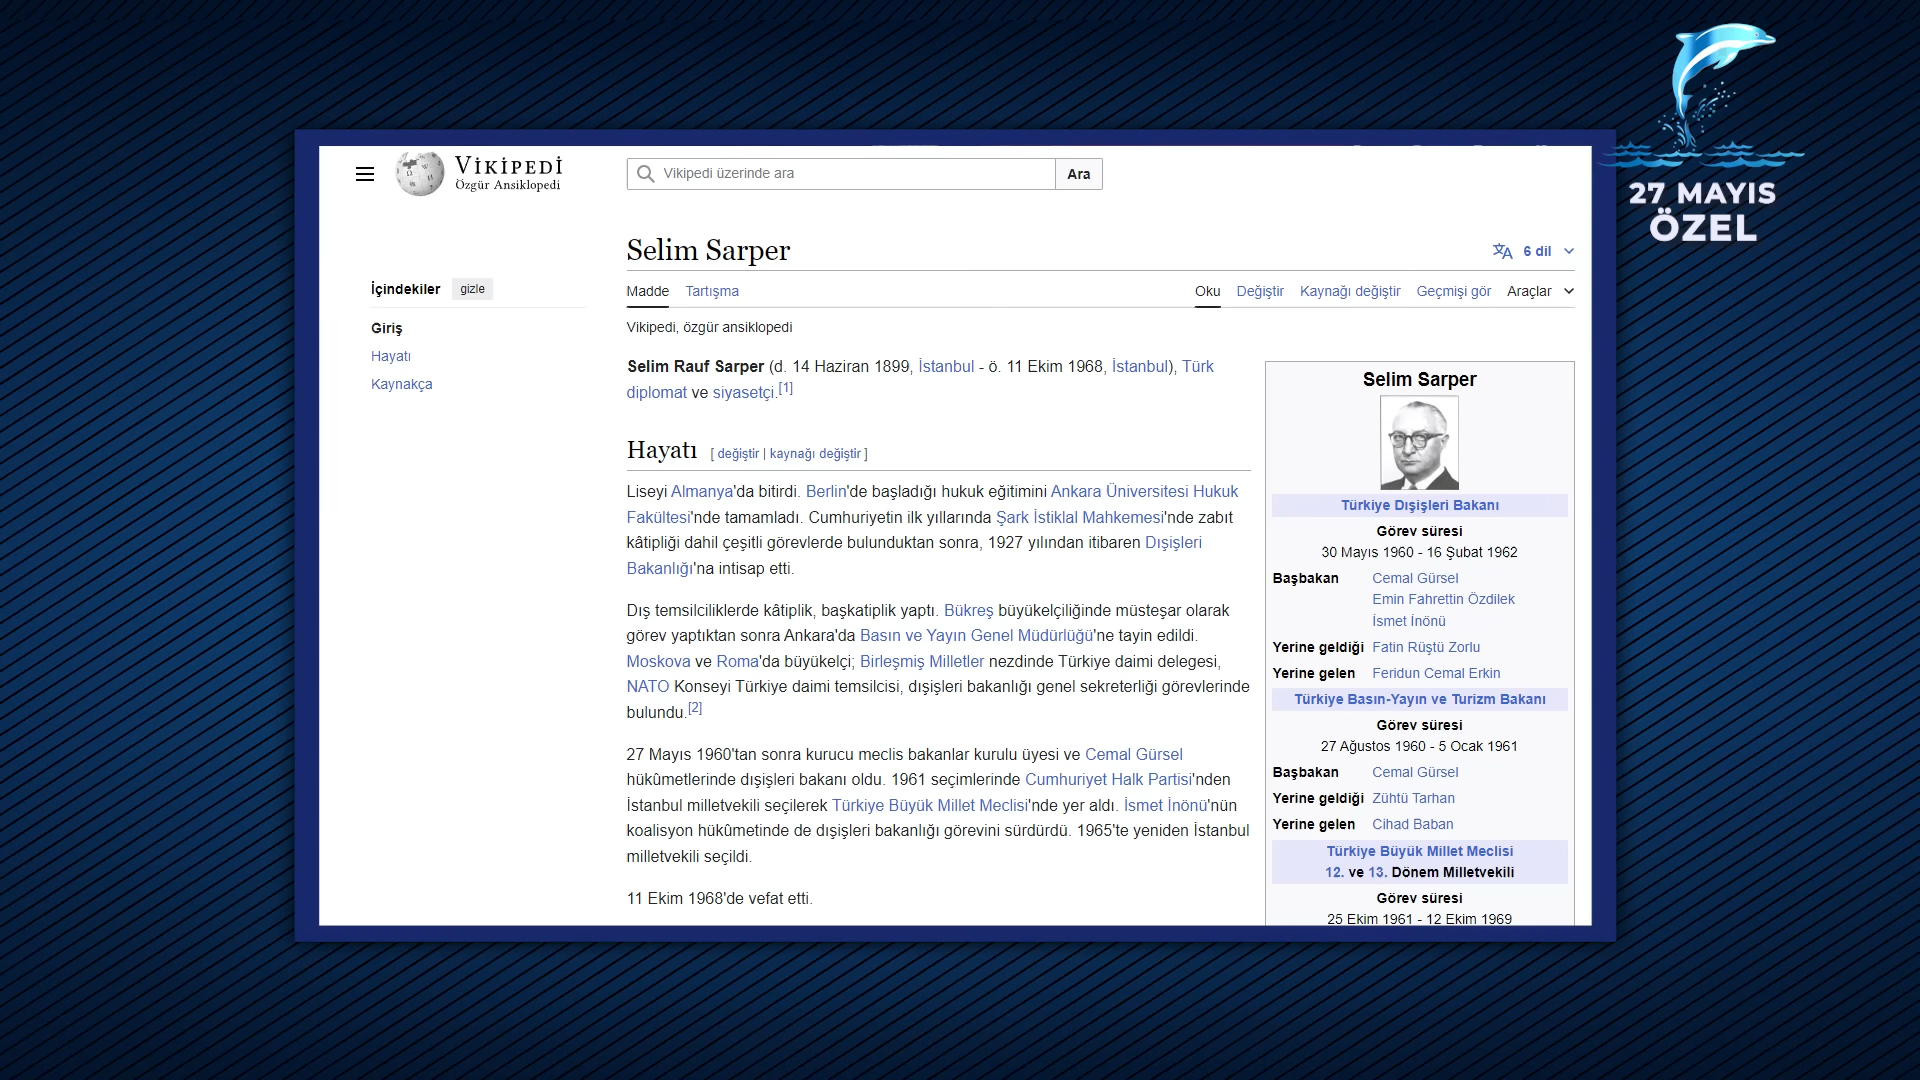 27 MAYIS
ÖZEL
VİKİPEDİ
Özgür Ansiklopedi
Vikipedi üzerinde ara
Ara
Selim Sarper
6 dil
İçindekiler gizle
Giriş
Hayatı
Kaynakça
Madde Tartışma
Oku Değiştir Kaynağı değiştir Geçmişi gör Araçlar
Vikipedi, özgür ansiklopedi
Selim Rauf Sarper (d. 14 Haziran 1899, İstanbul - ö. 11 Ekim 1968, İstanbul), Türk
diplomat ve siyasetçi.[1]
Hayatı [ değiştir | kaynağı değiştir ]
Liseyi Almanya'da bitirdi. Berlin'de başladığı hukuk eğitimini Ankara Üniversitesi Hukuk
Fakültesi'nde tamamladı. Cumhuriyetin ilk yıllarında Şark İstiklal Mahkemesi'nde zabıt
kâtipliği dahil çeşitli görevlerde bulunduktan sonra, 1927 yılından itibaren Dışişleri
Bakanlığı'na intisap etti.
Dış temsilciliklerde kâtiplik, başkatiplik yaptı. Bükreş büyükelçiliğinde müsteşar olarak
görev yaptıktan sonra Ankara'da Basın ve Yayın Genel Müdürlüğü'ne tayin edildi.
Moskova ve Roma'da büyükelçi; Birleşmiş Milletler nezdinde Türkiye daimi delegesi,
NATO Konseyi Türkiye daimi temsilcisi, dışişleri bakanlığı genel sekreterliği görevlerinde
bulundu.[2]
27 Mayıs 1960'tan sonra kurucu meclis bakanlar kurulu üyesi ve Cemal Gürsel
hükûmetlerinde dışişleri bakanı oldu. 1961 seçimlerinde Cumhuriyet Halk Partisi'nden
İstanbul milletvekili seçilerek Türkiye Büyük Millet Meclisi'nde yer aldı. İsmet İnönü'nün
koalisyon hükûmetinde de dışişleri bakanlığı görevini sürdürdü. 1965'te yeniden İstanbul
milletvekili seçildi.
11 Ekim 1968'de vefat etti.
Selim Sarper
Türkiye Dışişleri Bakanı
Görev süresi
30 Mayıs 1960 - 16 Şubat 1962
Başbakan Cemal Gürsel
Emin Fahrettin Özdilek
İsmet İnönü
Yerine geldiği Fatin Rüştü Zorlu
Yerine gelen Feridun Cemal Erkin
Türkiye Basın-Yayın ve Turizm Bakanı
Görev süresi
27 Ağustos 1960 - 5 Ocak 1961
Başbakan Cemal Gürsel
Yerine geldiği Zühtü Tarhan
Yerine gelen Cihad Baban
Türkiye Büyük Millet Meclisi
12. ve 13. Dönem Milletvekili
Görev süresi
25 Ekim 1961 - 12 Ekim 1969